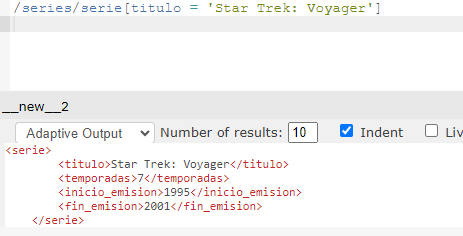 /series/serie[titulo = 'Star Trek: Voyager']
__new__2
Adaptive Output Number of results: 10 Indent Liv
<serie>
<titulo>Star Trek: Voyager</titulo>
<temporadas>7</temporadas>
<inicio_emision>1995</inicio_emision>
<fin_emision>2001</fin_emision>
</serie>